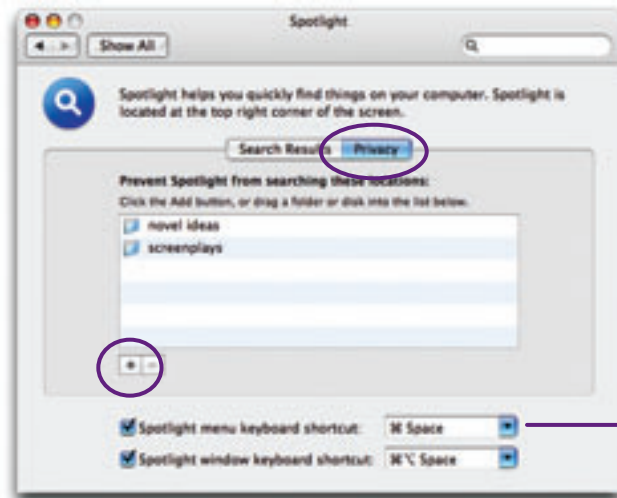 Spotlight
Show All
Spotlight helps you quickly find things on your computer. Spotlight is
located at the top right corner of the screen.
Search Results Privacy
Prevent Spotlight from searching these locations:
Click the Add button, or drag a folder or disk into the list below.
novel ideas
screenplays
+ −
Spotlight menu keyboard shortcut: ⌘ Space
Spotlight window keyboard shortcut: ⌘⌥ Space